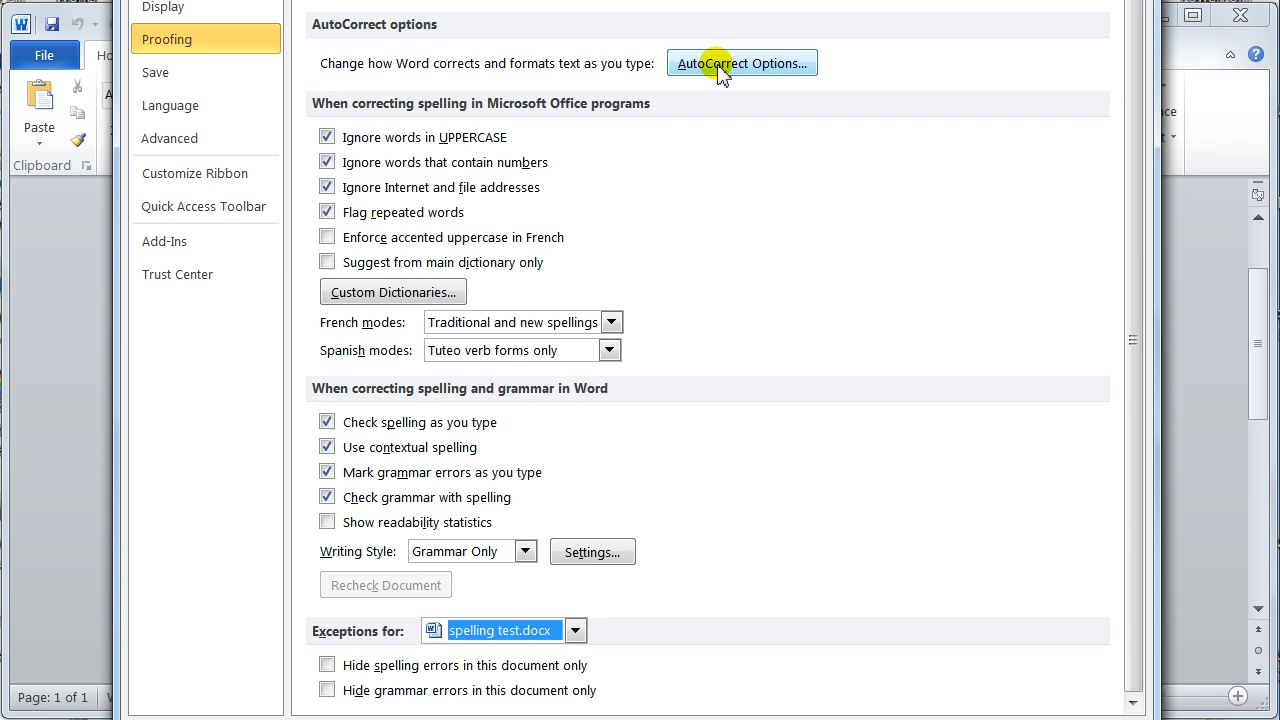 Display
Proofing
Save
Language
Advanced
Customize Ribbon
Quick Access Toolbar
Add-Ins
Trust Center
File
Paste
Clipboard
Page: 1 of 1
AutoCorrect options
Change how Word corrects and formats text as you type: AutoCorrect Options...
When correcting spelling in Microsoft Office programs
Ignore words in UPPERCASE
Ignore words that contain numbers
Ignore Internet and file addresses
Flag repeated words
Enforce accented uppercase in French
Suggest from main dictionary only
Custom Dictionaries...
French modes: Traditional and new spellings
Spanish modes: Tuteo verb forms only
When correcting spelling and grammar in Word
Check spelling as you type
Use contextual spelling
Mark grammar errors as you type
Check grammar with spelling
Show readability statistics
Writing Style: Grammar Only Settings...
Recheck Document
Exceptions for: spelling test.docx
Hide spelling errors in this document only
Hide grammar errors in this document only